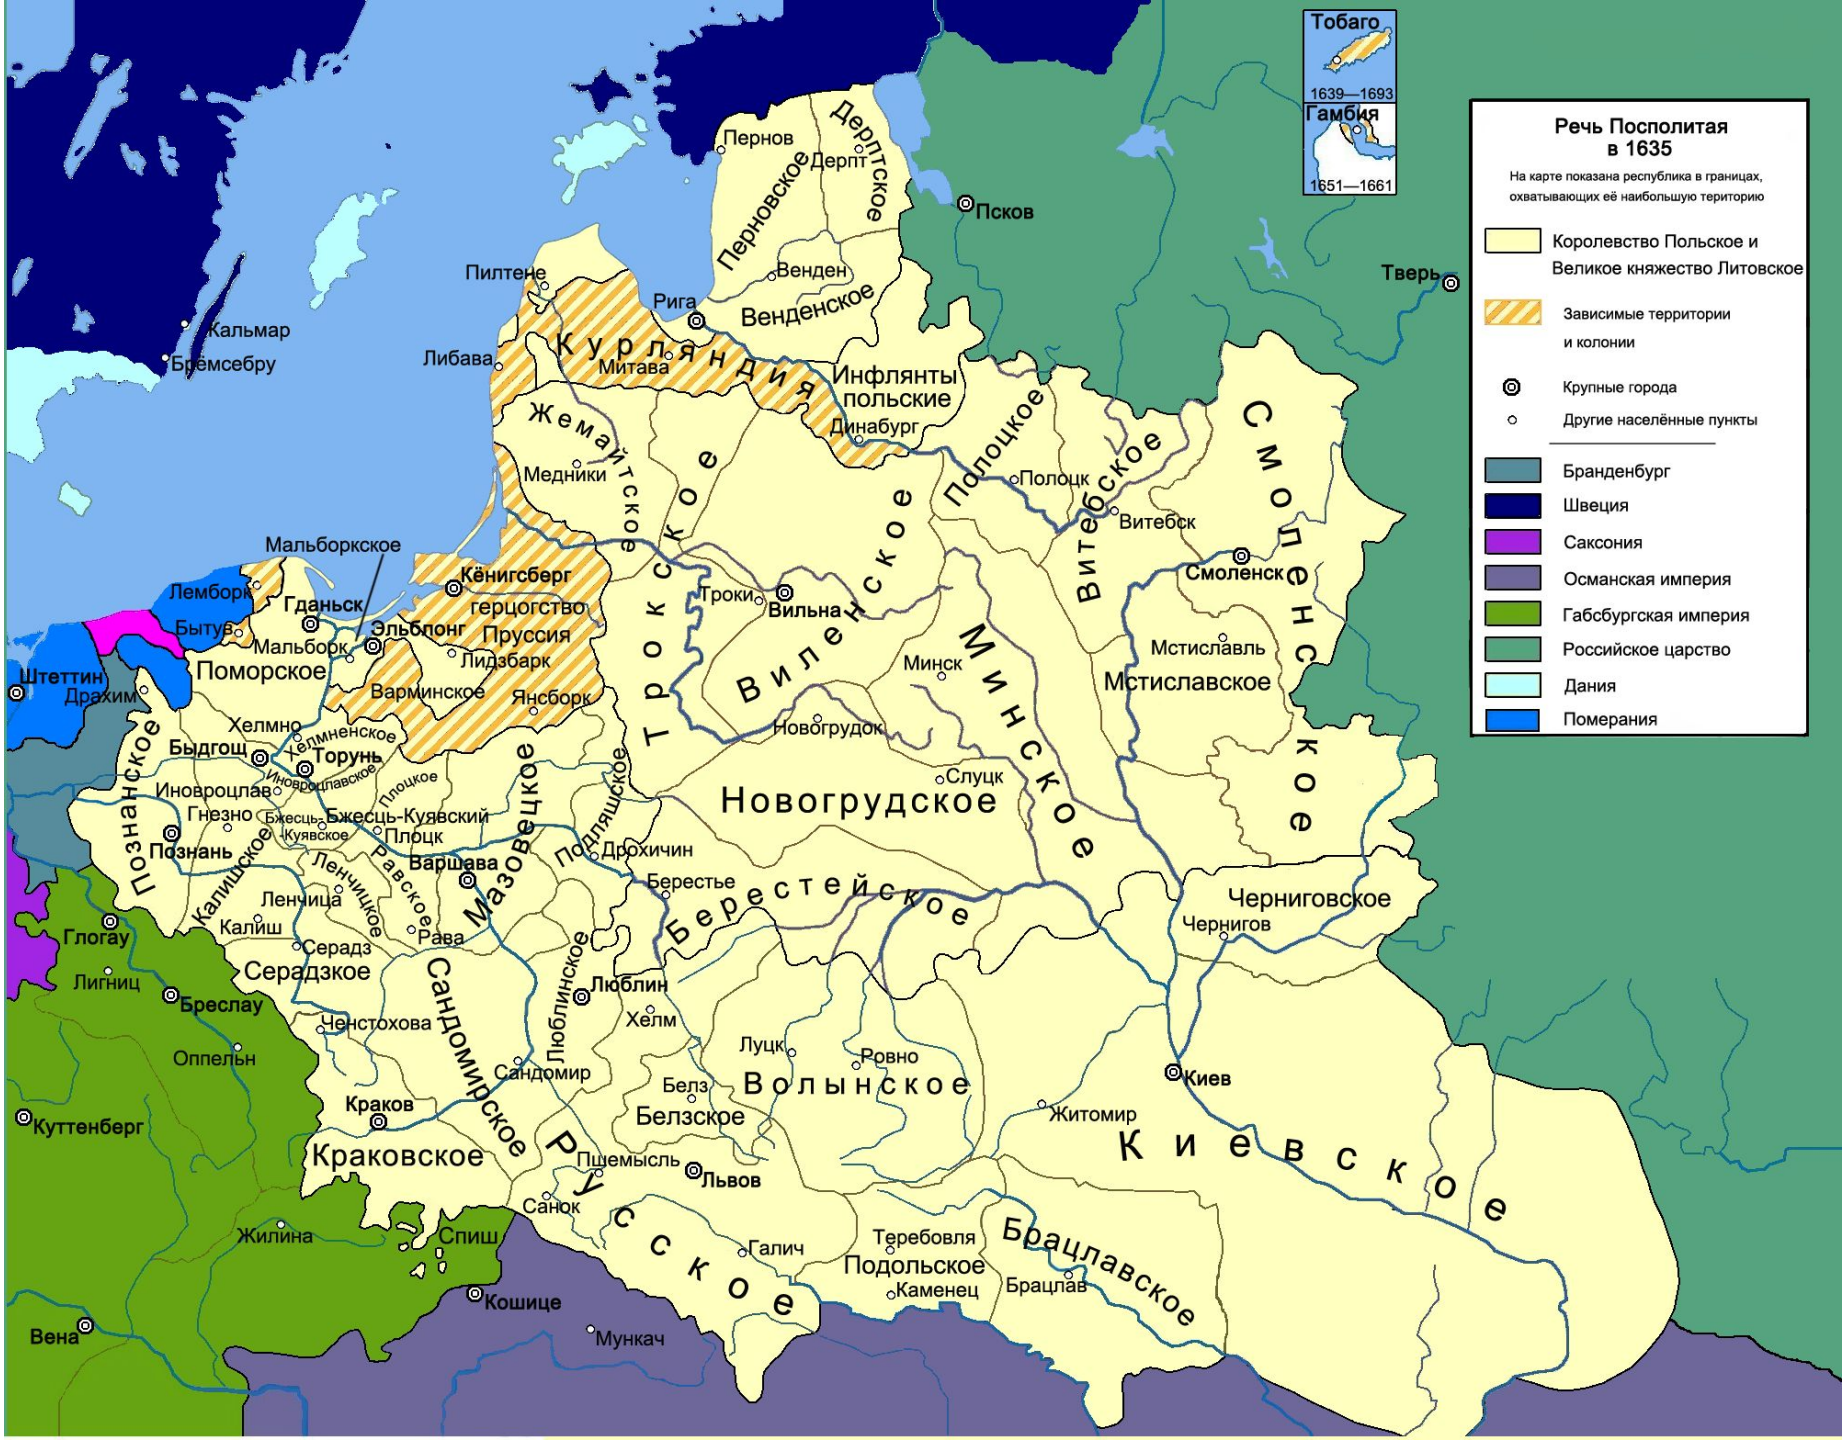 Тобаго
1639—1693
Гамбия
1651—1661
Речь Посполитая
в 1635
На карте показана республика в границах,
охватывающих её наибольшую територию
Королевство Польское и
Великое княжество Литовское
Зависимые территории
и колонии
Крупные города
Другие населённые пункты
Бранденбург
Швеция
Саксония
Османская империя
Габсбургская империя
Российское царство
Дания
Померания
Пернов
Дерпт
Дерптское
Перновское
Псков
Тверь
Венден
Венденское
Пилтене
Рига
Кальмар
Брёмсебру
Либава
Курляндия
Митава
Инфлянты
польские
Динабург
Жемайтское
Медники
Полоцкое
Полоцк
Витебское
Витебск
Смоленское
Смоленск
Мальборкское
Лемборк
Гданьск
Кёнигсберг
герцогство
Пруссия
Бытув
Эльблонг
Мальборк
Лидзбарк
Поморское
Варминское
Янсборк
Штеттин
Драхим
Трокское
Троки
Вильна
Виленское
Минск
Минское
Мстиславль
Мстиславское
Новогрудок
Слуцк
Новогрудское
Хелмно
Хелмненское
Быдгощ
Торунь
Иновроцлавское
Иновроцлав
Плоцкое
Гнезно
Бжесць-
-Куявское
Бжесць-Куявский
Плоцк
Познанское
Познань
Калишское
Ленчицкое
Равское
Варшава
Мазовецкое
Подляшское
Дрохичин
Ленчица
Калиш
Рава
Серадз
Серадзкое
Берестье
Берестейское
Черниговское
Чернигов
Глогау
Лигниц
Бреслау
Оппельн
Ченстохова
Сандомирское
Люблинское
Люблин
Хелм
Сандомир
Луцк
Ровно
Волынское
Белз
Белзское
Киев
Житомир
Киевское
Куттенберг
Краков
Краковское
Русское
Пшемысль
Львов
Санок
Галич
Теребовля
Подольское
Каменец
Брацлавское
Брацлав
Жилина
Спиш
Кошице
Мункач
Вена